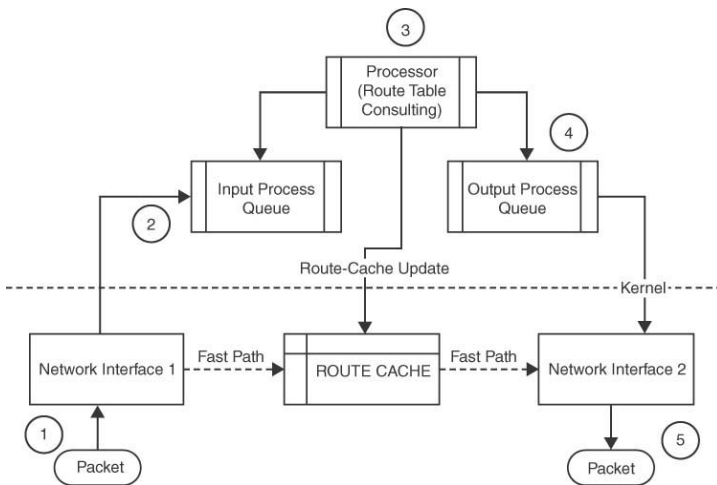 3
Processor
(Route Table
Consulting)
4
Input Process
Queue
Output Process
Queue
2
Route-Cache Update
Kernel
Network Interface 1
Fast Path
ROUTE CACHE
Fast Path
Network Interface 2
1
5
Packet
Packet